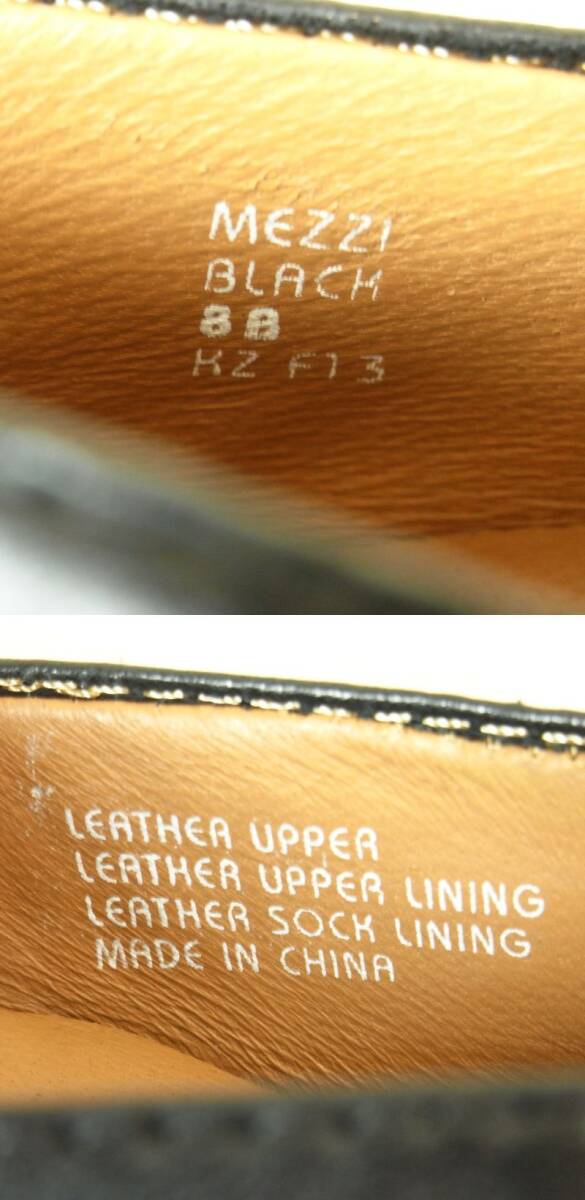 MEZZI
BLACK
8B
KZ F13
LEATHER UPPER
LEATHER UPPER LINING
LEATHER SOCK LINING
MADE IN CHINA